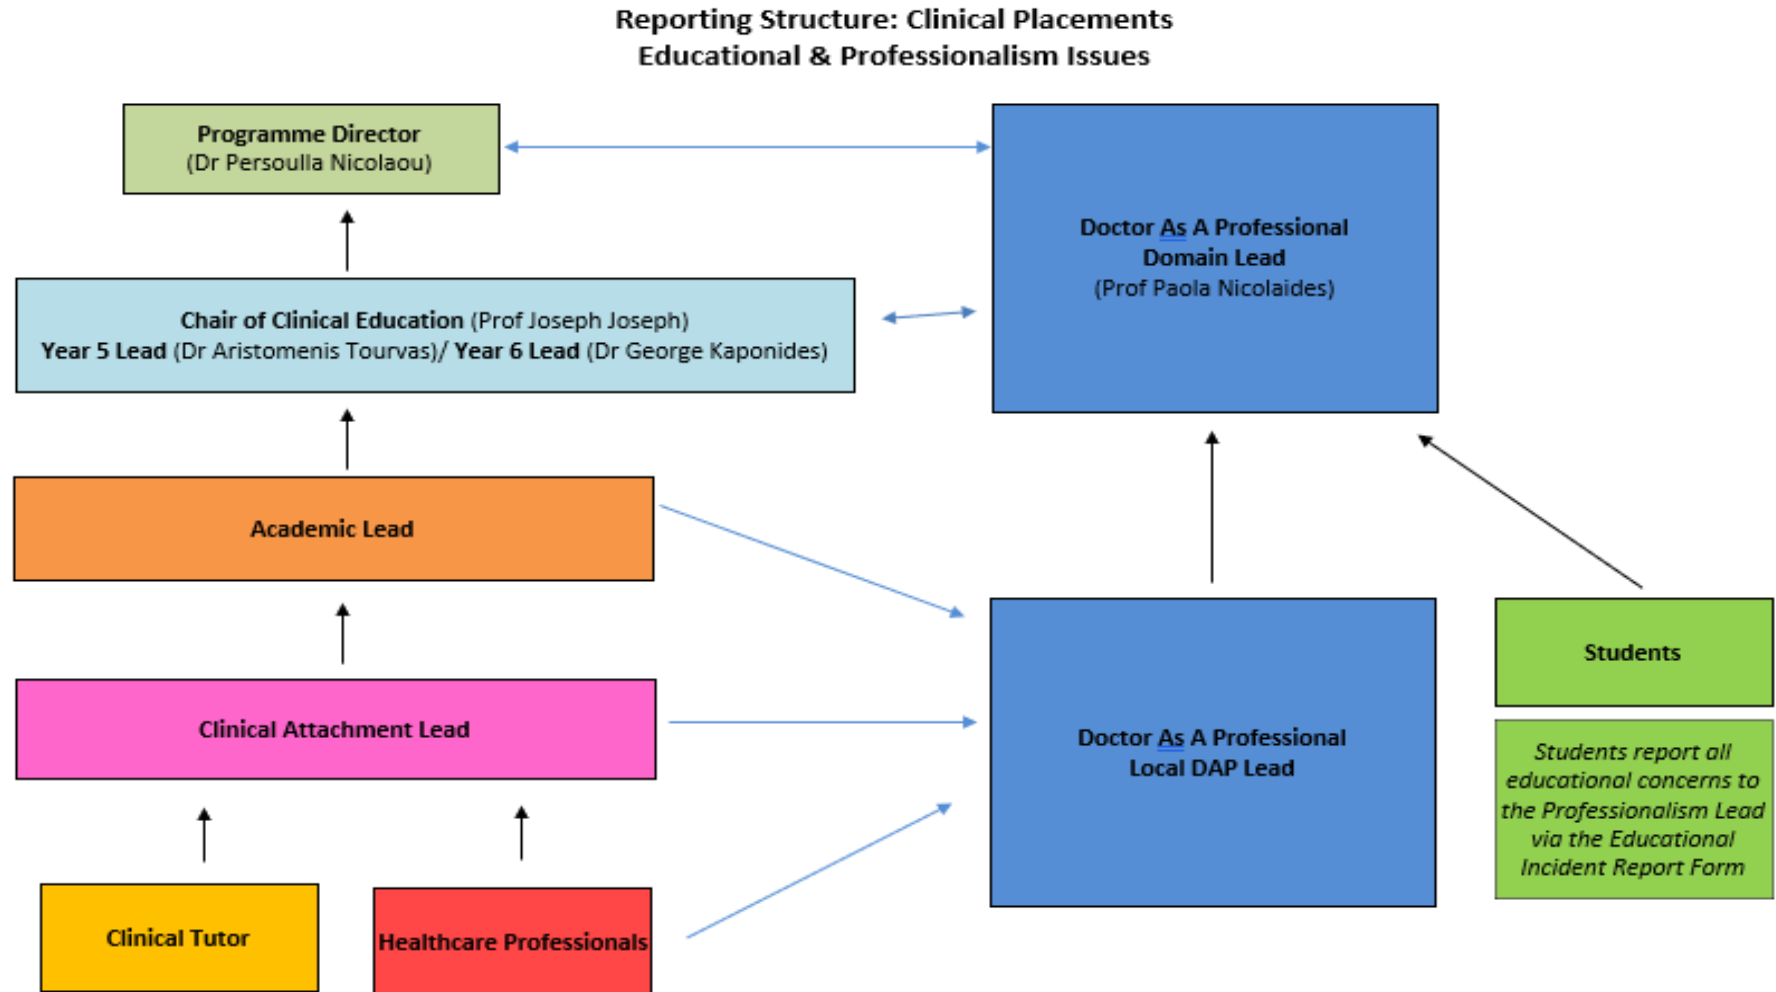 Reporting Structure: Clinical Placements
Educational & Professionalism Issues
Programme Director
(Dr Persoulla Nicolaou)
Doctor As A Professional
Domain Lead
(Prof Paola Nicolaides)
Chair of Clinical Education (Prof Joseph Joseph)
Year 5 Lead (Dr Aristomenis Tourvas)/ Year 6 Lead (Dr George Kaponides)
Academic Lead
Clinical Attachment Lead
Doctor As A Professional
Local DAP Lead
Students
Students report all
educational concerns to
the Professionalism Lead
via the Educational
Incident Report Form
Clinical Tutor
Healthcare Professionals